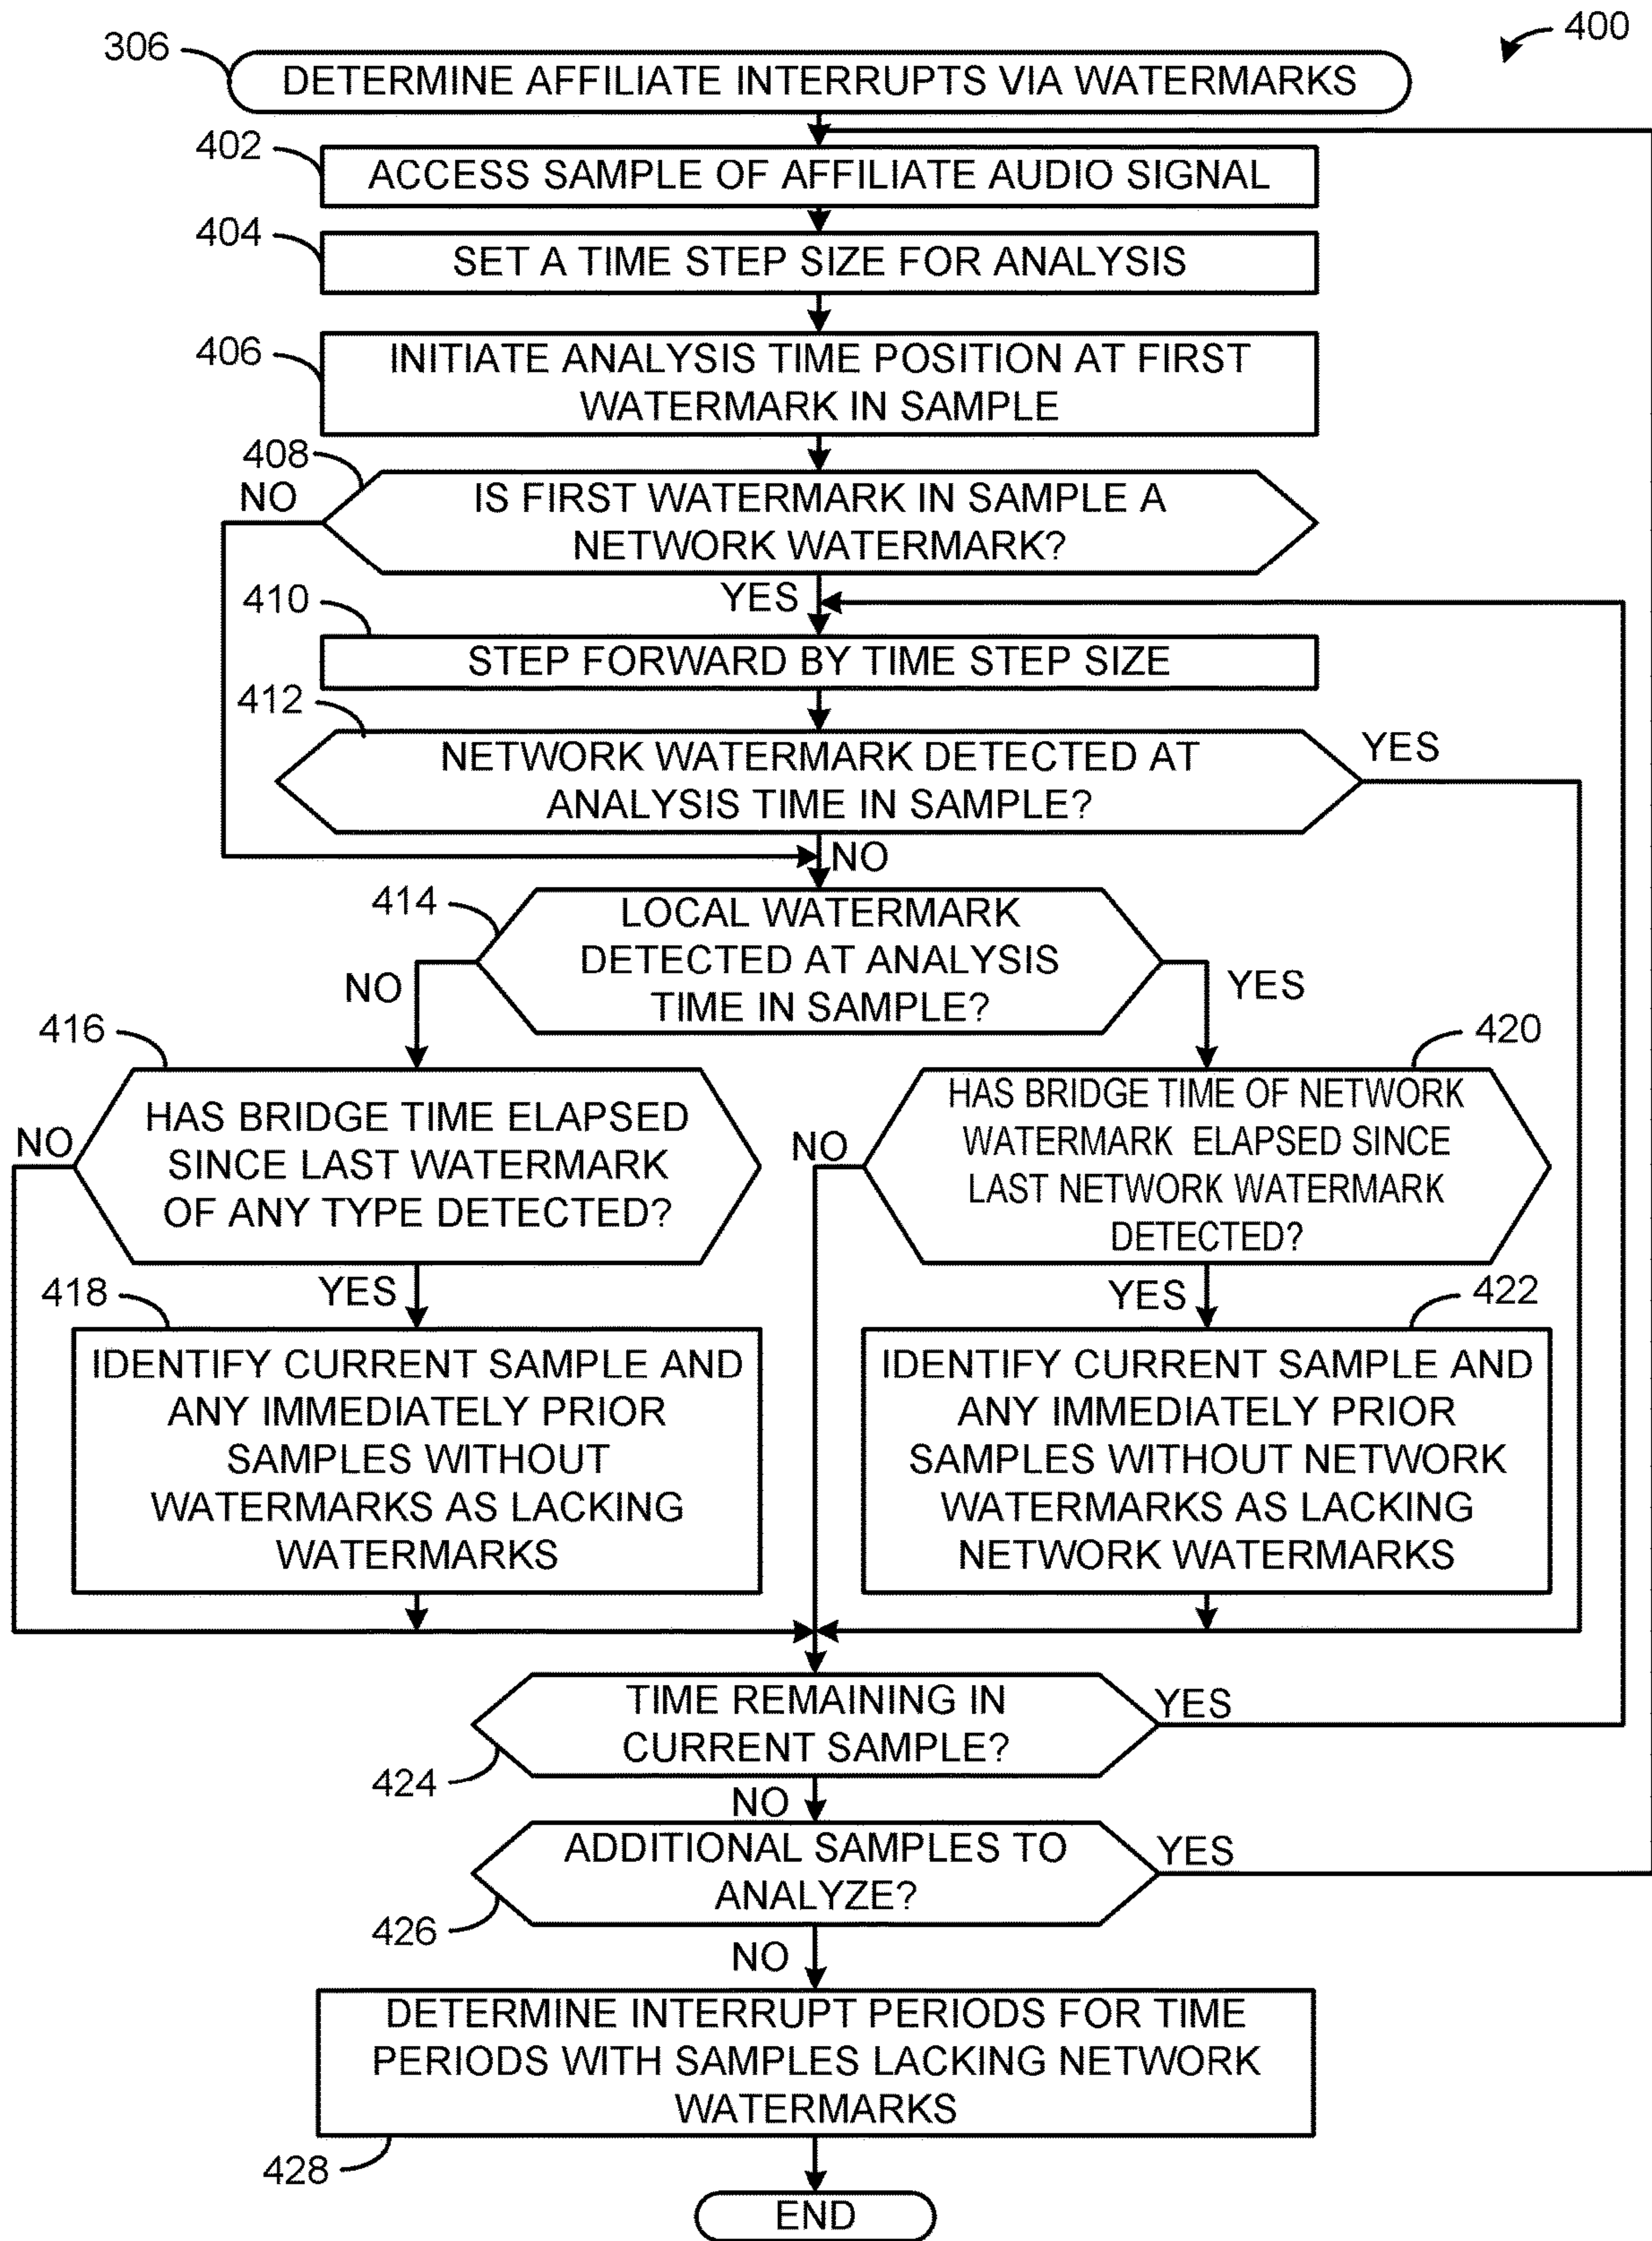 400
306
DETERMINE AFFILIATE INTERRUPTS VIA WATERMARKS
402
ACCESS SAMPLE OF AFFILIATE AUDIO SIGNAL
404
SET A TIME STEP SIZE FOR ANALYSIS
406
INITIATE ANALYSIS TIME POSITION AT FIRST
WATERMARK IN SAMPLE
408
NO
IS FIRST WATERMARK IN SAMPLE A
NETWORK WATERMARK?
YES
410
STEP FORWARD BY TIME STEP SIZE
412
NETWORK WATERMARK DETECTED AT
ANALYSIS TIME IN SAMPLE?
YES
NO
414
LOCAL WATERMARK
DETECTED AT ANALYSIS
TIME IN SAMPLE?
NO
YES
416
NO
HAS BRIDGE TIME ELAPSED
SINCE LAST WATERMARK
OF ANY TYPE DETECTED?
YES
420
NO
HAS BRIDGE TIME OF NETWORK
WATERMARK ELAPSED SINCE
LAST NETWORK WATERMARK
DETECTED?
YES
418
IDENTIFY CURRENT SAMPLE AND
ANY IMMEDIATELY PRIOR
SAMPLES WITHOUT
WATERMARKS AS LACKING
WATERMARKS
422
IDENTIFY CURRENT SAMPLE AND
ANY IMMEDIATELY PRIOR
SAMPLES WITHOUT NETWORK
WATERMARKS AS LACKING
NETWORK WATERMARKS
TIME REMAINING IN
CURRENT SAMPLE?
YES
424
NO
ADDITIONAL SAMPLES TO
ANALYZE?
YES
426
NO
DETERMINE INTERRUPT PERIODS FOR TIME
PERIODS WITH SAMPLES LACKING NETWORK
WATERMARKS
428
END